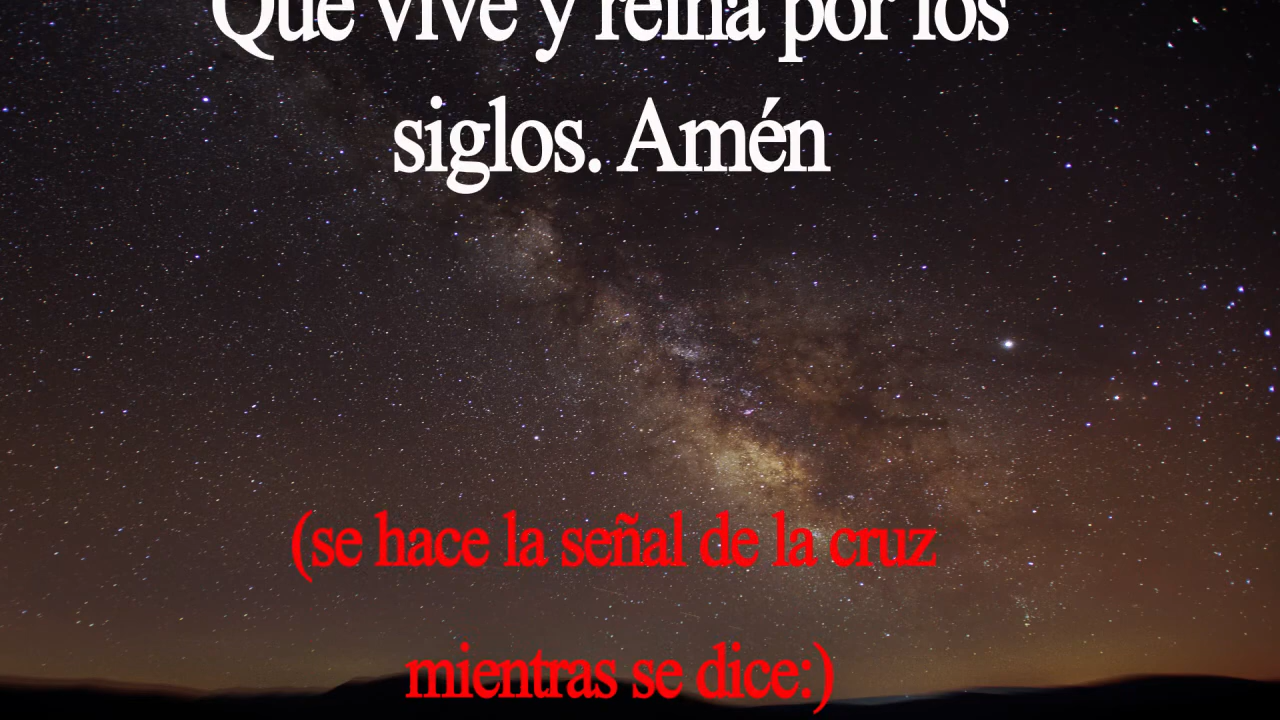 Que vive y reina por los
siglos. Amén
(se hace la señal de la cruz
mientras se dice:)